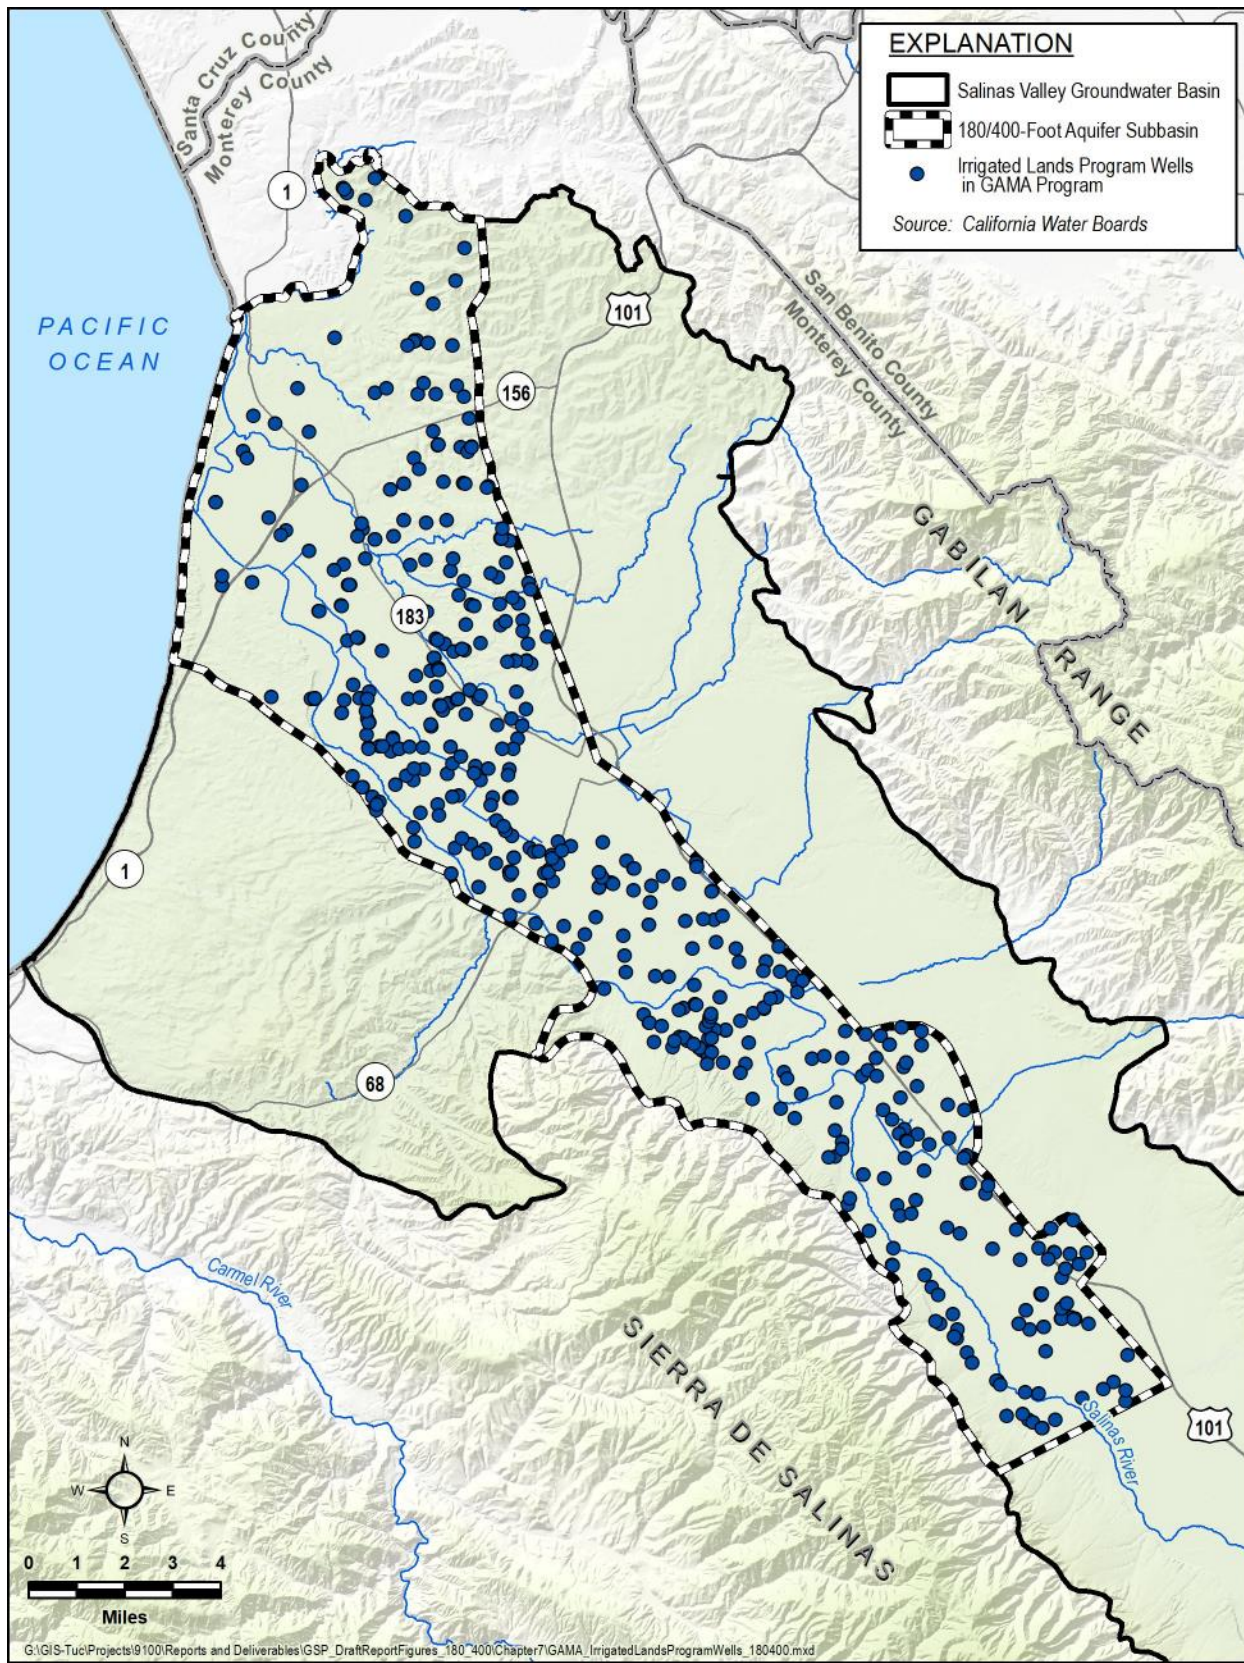 EXPLANATION
Salinas Valley Groundwater Basin
180/400-Foot Aquifer Subbasin
Irrigated Lands Program Wells
in GAMA Program
Source: California Water Boards
Santa Cruz County
Monterey County
1
PACIFIC
OCEAN
101
San Benito County
Monterey County
156
GABILAN
RANGE
183
1
68
Carmel River
SIERRA DE SALINAS
Salinas River
101
N
W
E
S
0 1 2 3 4
Miles
G:\GIS-Tuc\Projects\9100\Reports and Deliverables\GSP_DraftReportFigures_180_400\Chapter7\GAMA_IrrigatedLandsProgramWells_180400.mxd